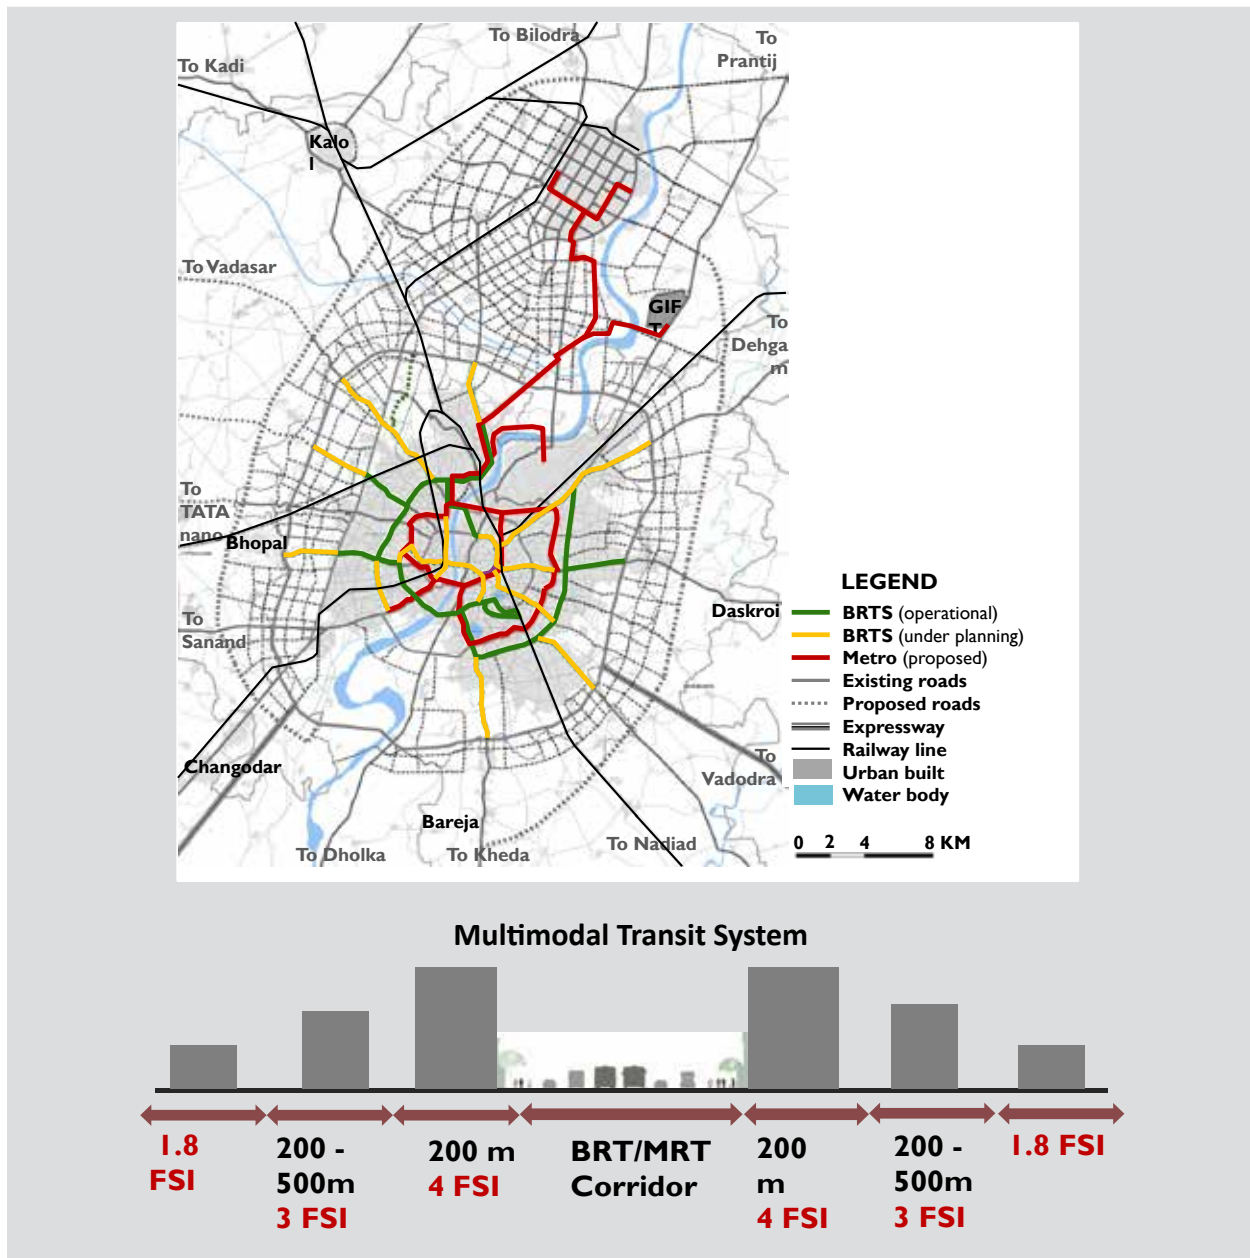 To Bilodra
To
Prantij
To Kadi
Kalo
l
To Vadasar
GIF
T
To
Dehga
m
To
TATA
nano
Bhopal
To
Sanand
Daskroi
Changodar
To
Vadodra
Bareja
To Dholka
To Kheda
To Nadiad
LEGEND
BRTS (operational)
BRTS (under planning)
Metro (proposed)
Existing roads
Proposed roads
Expressway
Railway line
Urban built
Water body
0 2 4 8 KM
Multimodal Transit System
1.8
FSI
200 -
500m
3 FSI
200 m
4 FSI
BRT/MRT
Corridor
200
m
4 FSI
200 -
500m
3 FSI
1.8 FSI